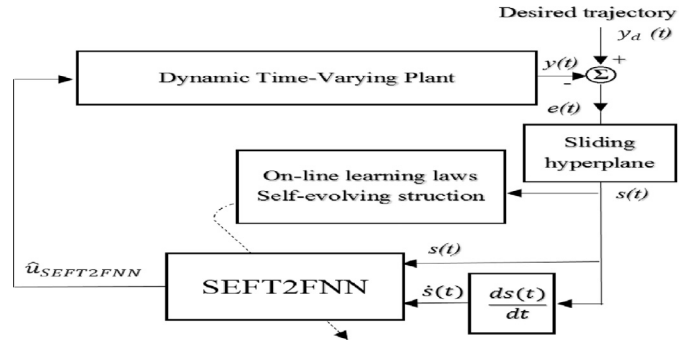 Desired trajectory
y_d (t)
+
Dynamic Time-Varying Plant
y(t)
Σ
-
e(t)
Sliding
hyperplane
On-line learning laws
Self-evolving struction
s(t)
û_SEFT2FNN
s(t)
SEFT2FNN
ṡ(t)
ds(t)
dt